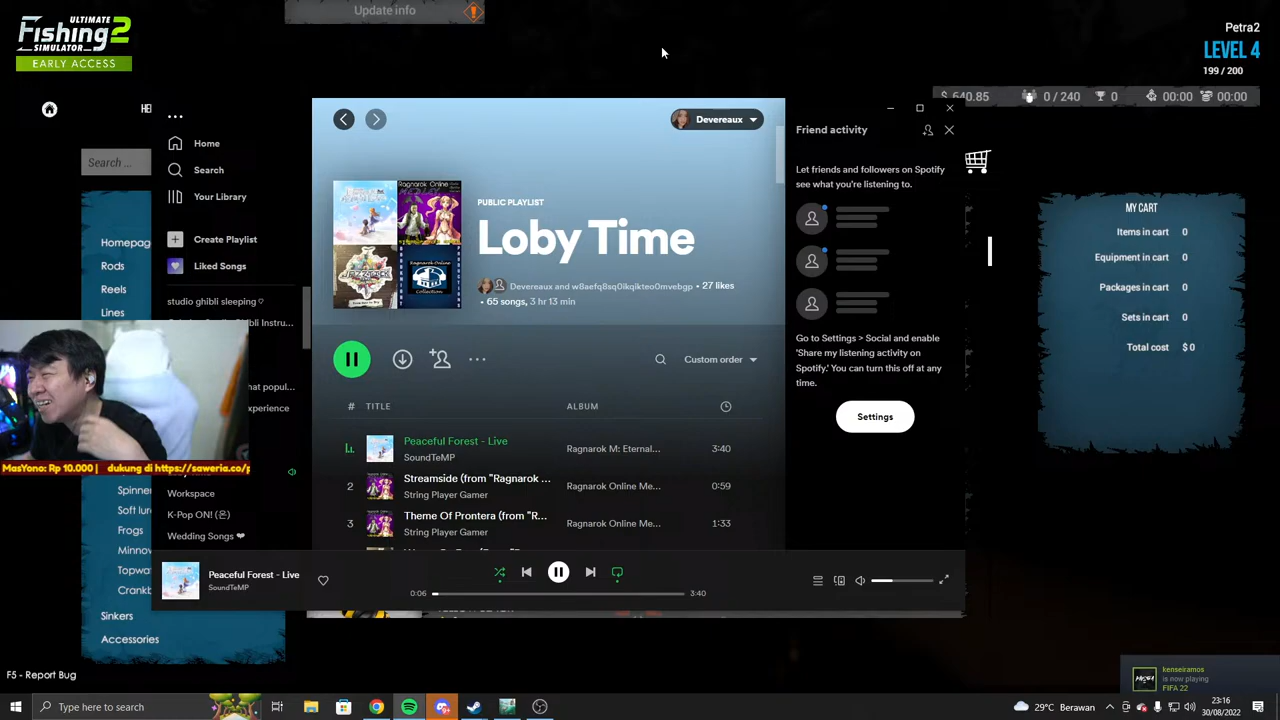 Update info
ULTIMATE
Fishing 2
SIMULATOR
EARLY ACCESS
Petra2
LEVEL 4
199 / 200
$ 640.85
0 / 240
0
00:00
00:00
Home
Search
Your Library
Create Playlist
Liked Songs
studio ghibli sleeping
Devereaux
PUBLIC PLAYLIST
Loby Time
Devereaux and w8aefq8sq0lkqikteo0mvebgp • 27 likes
• 65 songs, 3 hr 13 min
Custom order
# TITLE ALBUM
Peaceful Forest - Live
SoundTeMP
Ragnarok M: Eternal...
3:40
2
Streamside (from "Ragnarok ...
String Player Gamer
Ragnarok Online Me...
0:59
3
Theme Of Prontera (from "R...
String Player Gamer
Ragnarok Online Me...
1:33
Friend activity
Let friends and followers on Spotify
see what you're listening to.
Go to Settings > Social and enable
'Share my listening activity on
Spotify.' You can turn this off at any
time.
Settings
MY CART
Items in cart 0
Equipment in cart 0
Packages in cart 0
Sets in cart 0
Total cost $ 0
Search ...
Homepag
Rods
Reels
Lines
that popul...
xperience
MasYono: Rp 10.000 | dukung di https://saweria.co/p
Workspace
K-Pop ON! (온)
Wedding Songs ❤
Spinner
Soft lur
Frogs
Minnov
Topwat
Crankb
Sinkers
Accessories
Peaceful Forest - Live
SoundTeMP
0:06
3:40
F5 - Report Bug
kenseiramos
is now playing
FIFA 22
Type here to search
29°C Berawan
23:16
30/08/2022